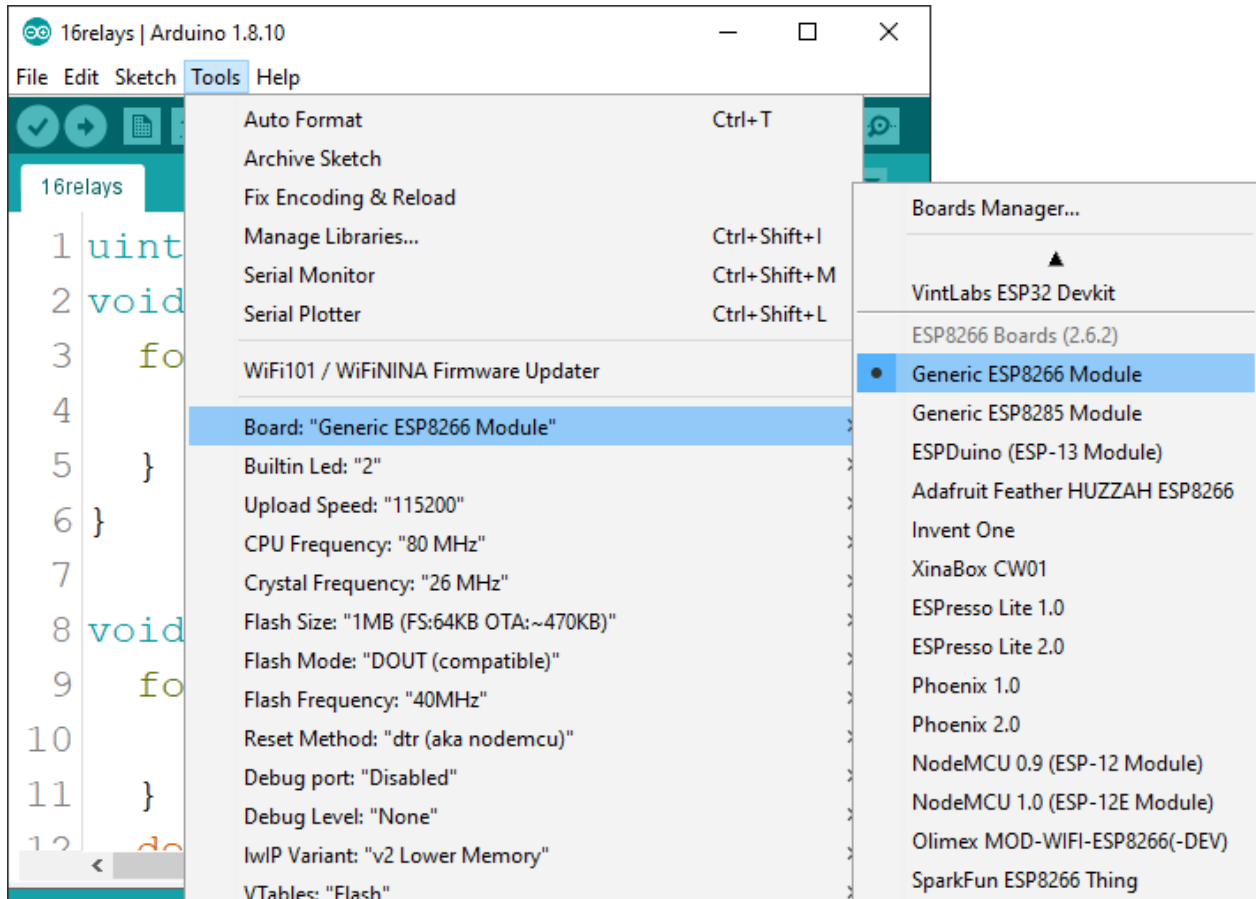 16relays | Arduino 1.8.10
File Edit Sketch Tools Help
16relays
1 uint
2 void
3 fo
4
5 }
6 }
7
8 void
9 fo
10
11 }
12 do
Auto Format Ctrl+T
Archive Sketch
Fix Encoding & Reload
Manage Libraries... Ctrl+Shift+I
Serial Monitor Ctrl+Shift+M
Serial Plotter Ctrl+Shift+L
WiFi101 / WiFiNINA Firmware Updater
Board: "Generic ESP8266 Module"
Builtin Led: "2"
Upload Speed: "115200"
CPU Frequency: "80 MHz"
Crystal Frequency: "26 MHz"
Flash Size: "1MB (FS:64KB OTA:~470KB)"
Flash Mode: "DOUT (compatible)"
Flash Frequency: "40MHz"
Reset Method: "dtr (aka nodemcu)"
Debug port: "Disabled"
Debug Level: "None"
lwIP Variant: "v2 Lower Memory"
VTables: "Flash"
Boards Manager...
VintLabs ESP32 Devkit
ESP8266 Boards (2.6.2)
Generic ESP8266 Module
Generic ESP8285 Module
ESPDuino (ESP-13 Module)
Adafruit Feather HUZZAH ESP8266
Invent One
XinaBox CW01
ESPresso Lite 1.0
ESPresso Lite 2.0
Phoenix 1.0
Phoenix 2.0
NodeMCU 0.9 (ESP-12 Module)
NodeMCU 1.0 (ESP-12E Module)
Olimex MOD-WIFI-ESP8266(-DEV)
SparkFun ESP8266 Thing